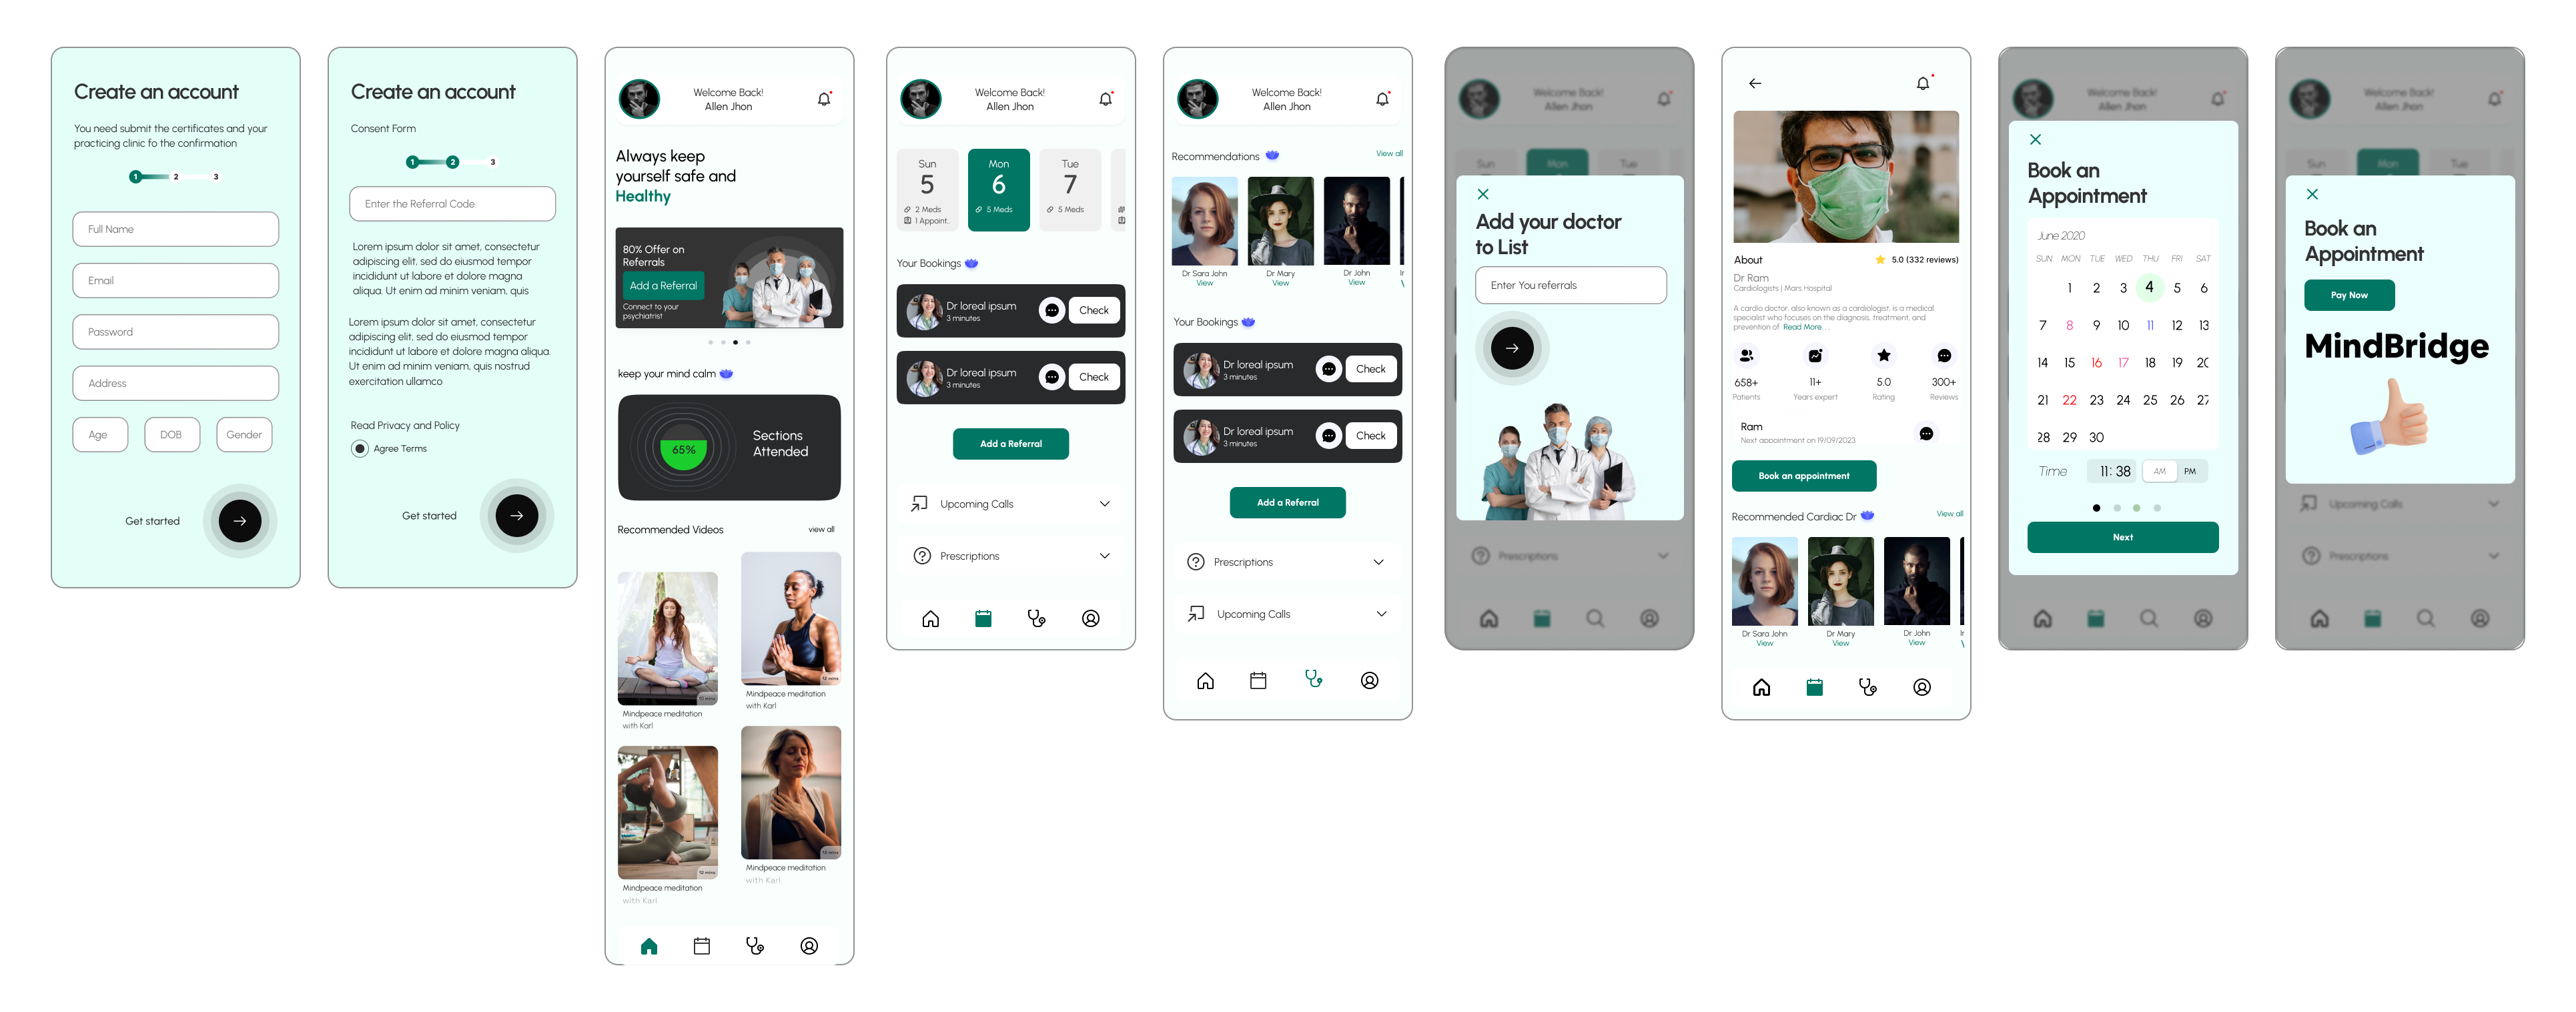 Create an account
You need submit the certificates and your
practicing clinic fo the confirmation
1 2 3
Full Name
Email
Password
Address
Age DOB Gender
Get started
Create an account
Consent Form
1 2 3
Enter the Referral Code
Lorem ipsum dolor sit amet, consectetur
adipiscing elit, sed do eiusmod tempor
incididunt ut labore et dolore magna
aliqua. Ut enim ad minim veniam, quis
Lorem ipsum dolor sit amet, consectetur
adipiscing elit, sed do eiusmod tempor
incididunt ut labore et dolore magna aliqua.
Ut enim ad minim veniam, quis nostrud
exercitation ullamco
Read Privacy and Policy
Agree Terms
Get started
Welcome Back!
Allen Jhon
Always keep
yourself safe and
Healthy
80% Offer on
Referrals
Add a Referral
Connect to your
psychiatrist
keep your mind calm
65%
Sections
Attended
Recommended Videos view all
12 mins
Mindpeace meditation
with Karl
12 mins
Mindpeace meditation
with Karl
12 mins
Mindpeace meditation
with Karl
12 mins
Mindpeace meditation
with Karl
Welcome Back!
Allen Jhon
Sun Mon Tue
5 6 7
2 Meds 5 Meds 5 Meds
1 Appoint..
Your Bookings
Dr loreal ipsum
3 minutes
Check
Dr loreal ipsum
3 minutes
Check
Add a Referral
Upcoming Calls
Prescriptions
Welcome Back!
Allen Jhon
Recommendations View all
Dr Sara John Dr Mary Dr John
View View View
Your Bookings
Dr loreal ipsum
3 minutes
Check
Dr loreal ipsum
3 minutes
Check
Add a Referral
Prescriptions
Upcoming Calls
Welcome Back!
Allen Jhon
Sun Mon Tue
Add your doctor
to List
Enter You referrals
Prescriptions
About 5.0 (332 reviews)
Dr Ram
Cardiologists | Mars Hospital
A cardio doctor, also known as a cardiologist, is a medical
specialist who focuses on the diagnosis, treatment, and
prevention of Read More. . .
658+ 11+ 5.0 300+
Patients Years expert Rating Reviews
Ram
Next appointment on 19/09/2023
Book an appointment
Recommended Cardiac Dr View all
Dr Sara John Dr Mary Dr John
View View View
Welcome Back!
Allen Jhon
Book an
Appointment
June 2020
SUN MON TUE WED THU FRI SAT
1 2 3 4 5 6
7 8 9 10 11 12 13
14 15 16 17 18 19 20
21 22 23 24 25 26 27
28 29 30
Time 11: 38 AM PM
Next
Welcome Back!
Allen Jhon
Sun Mon Tue
Book an
Appointment
Pay Now
MindBridge
Upcoming Calls
Prescriptions